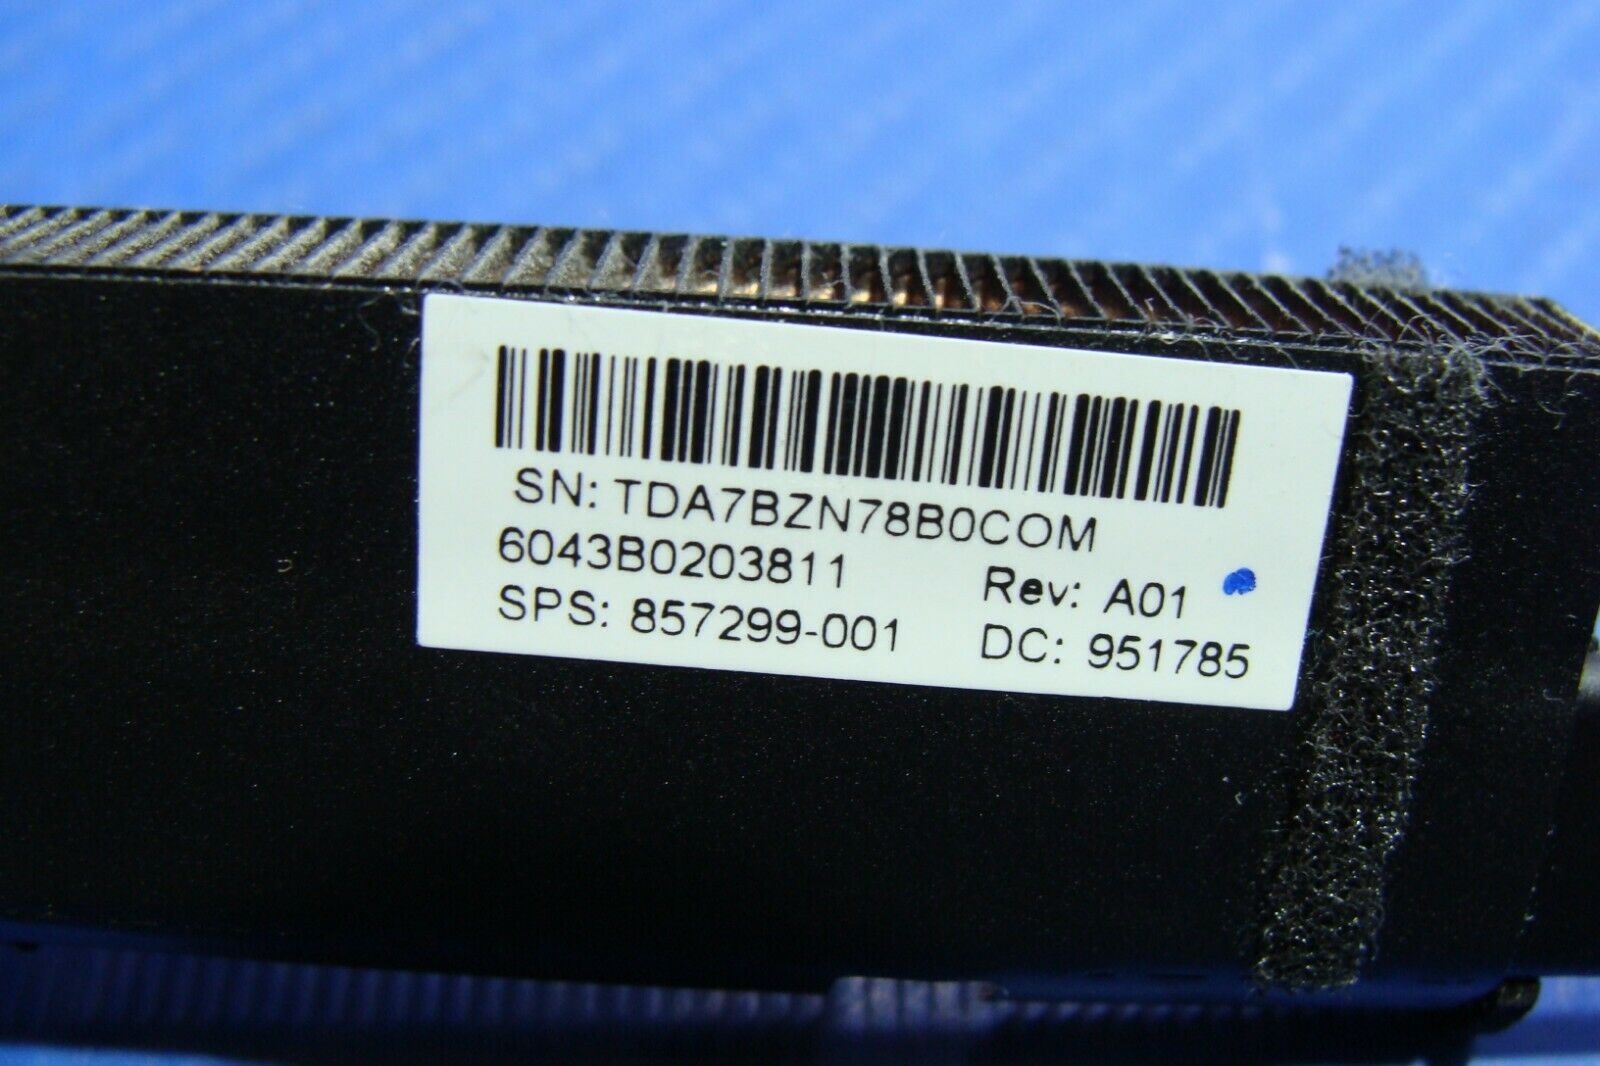 SN: TDA7BZN78B0COM
6043B0203811 Rev: A01
SPS: 857299-001 DC: 951785